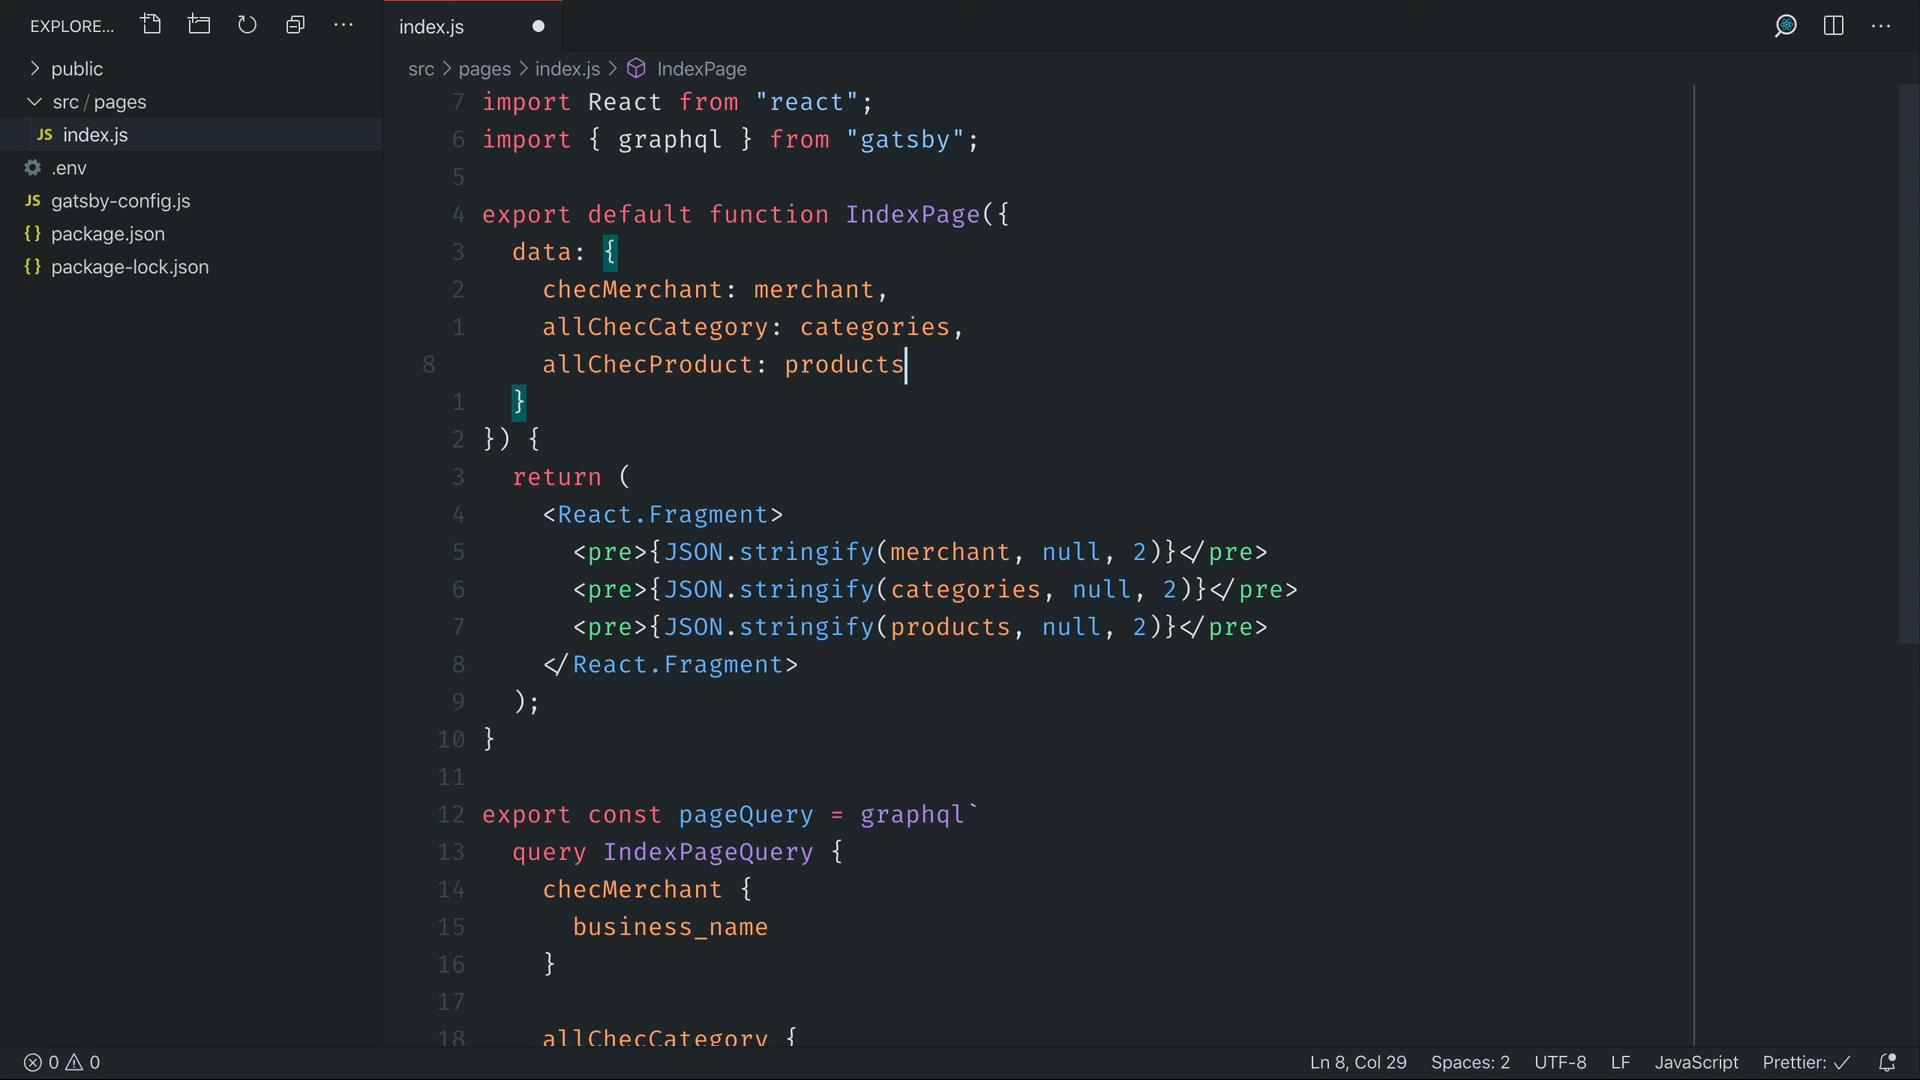 EXPLORE...
public
src / pages
JS index.js
.env
JS gatsby-config.js
{} package.json
{} package-lock.json
index.js
src > pages > index.js > IndexPage
7 import React from "react";
6 import { graphql } from "gatsby";
5
4 export default function IndexPage({
3 data: {
2 checMerchant: merchant,
1 allChecCategory: categories,
8 allChecProduct: products
1 }
2 }) {
3 return (
4 <React.Fragment>
5 <pre>{JSON.stringify(merchant, null, 2)}</pre>
6 <pre>{JSON.stringify(categories, null, 2)}</pre>
7 <pre>{JSON.stringify(products, null, 2)}</pre>
8 </React.Fragment>
9 );
10 }
11
12 export const pageQuery = graphql`
13 query IndexPageQuery {
14 checMerchant {
15 business_name
16 }
17
18 allChecCategory {
0 0
Ln 8, Col 29 Spaces: 2 UTF-8 LF JavaScript Prettier: ✓